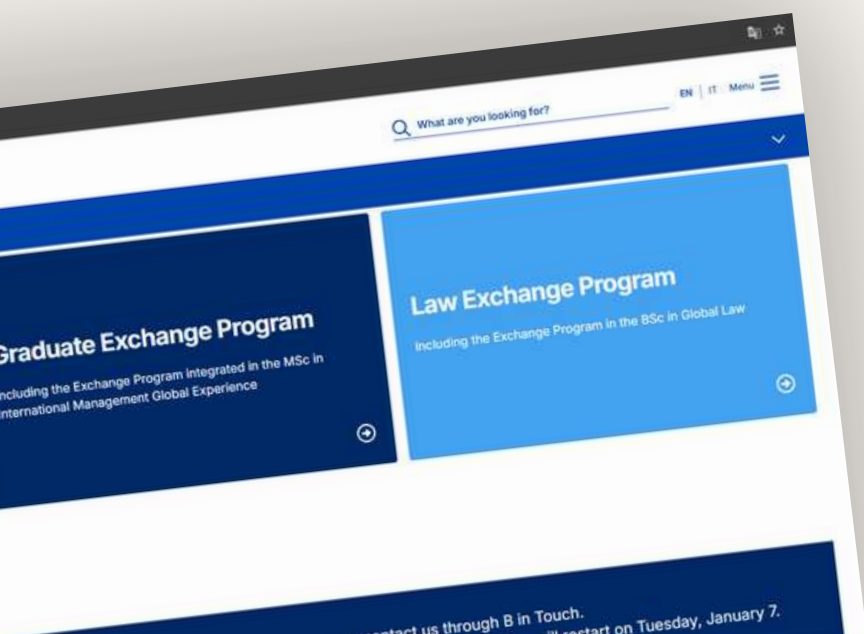 What are you looking for?
EN | IT Menu
Graduate Exchange Program
Including the Exchange Program integrated in the MSc in
International Management Global Experience
Law Exchange Program
Including the Exchange Program in the BSc in Global Law
contact us through B in Touch.
will restart on Tuesday, January 7.